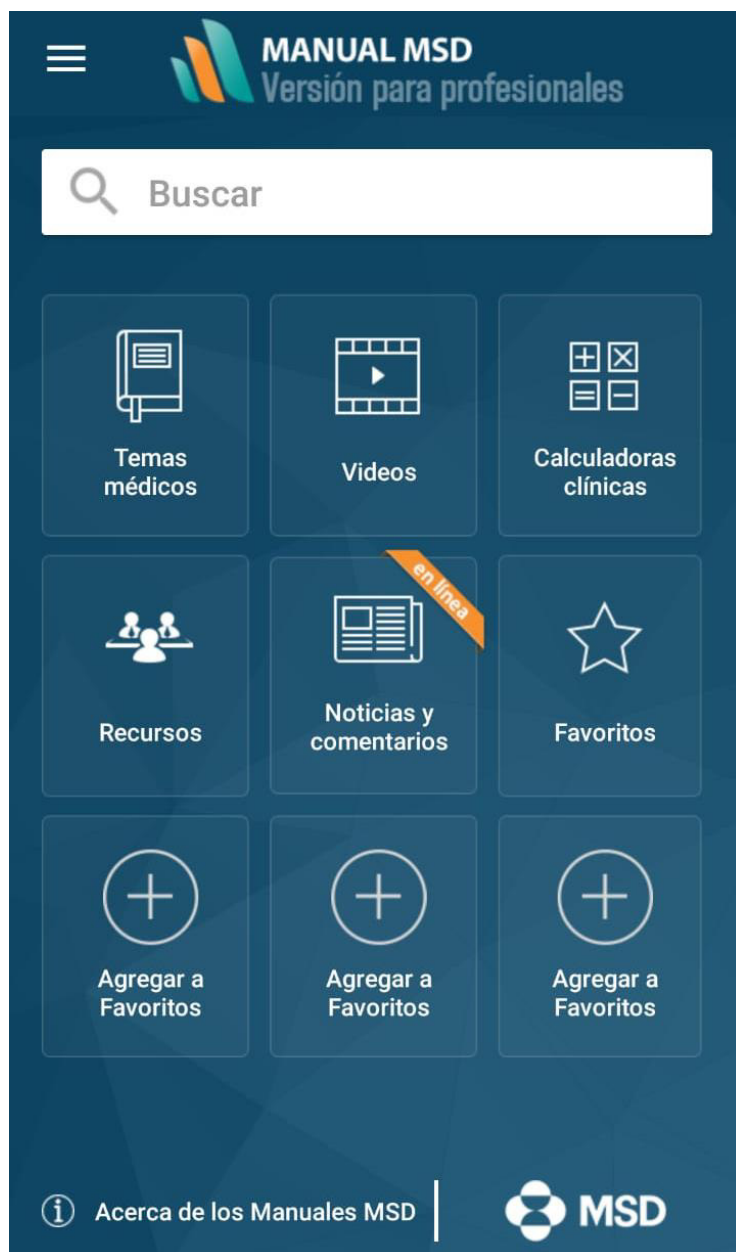 MANUAL MSD
Versión para profesionales
Buscar
Temas
médicos
Videos
Calculadoras
clínicas
Recursos
en línea
Noticias y
comentarios
Favoritos
Agregar a
Favoritos
Agregar a
Favoritos
Agregar a
Favoritos
Acerca de los Manuales MSD
MSD